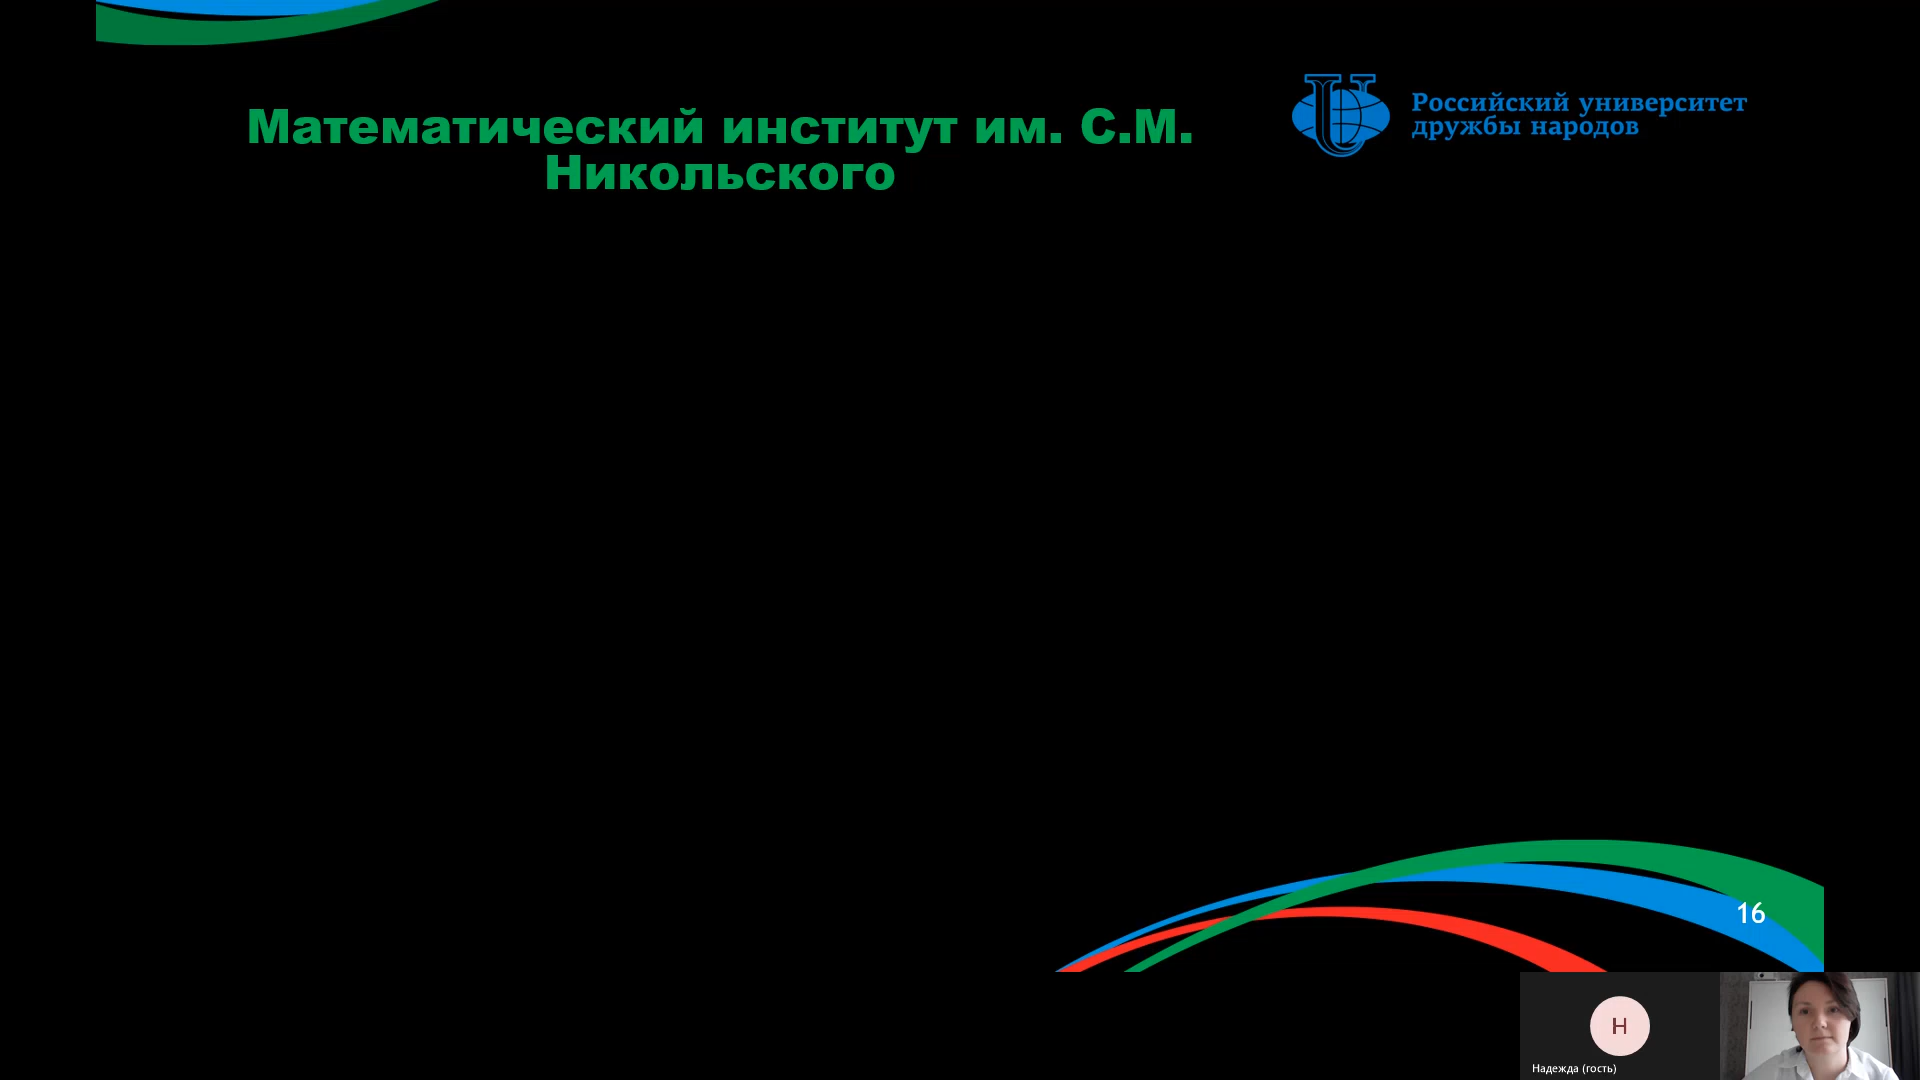 Математический институт им. С.М.
Никольского
Российский университет
дружбы народов
16
Н
Надежда (гость)